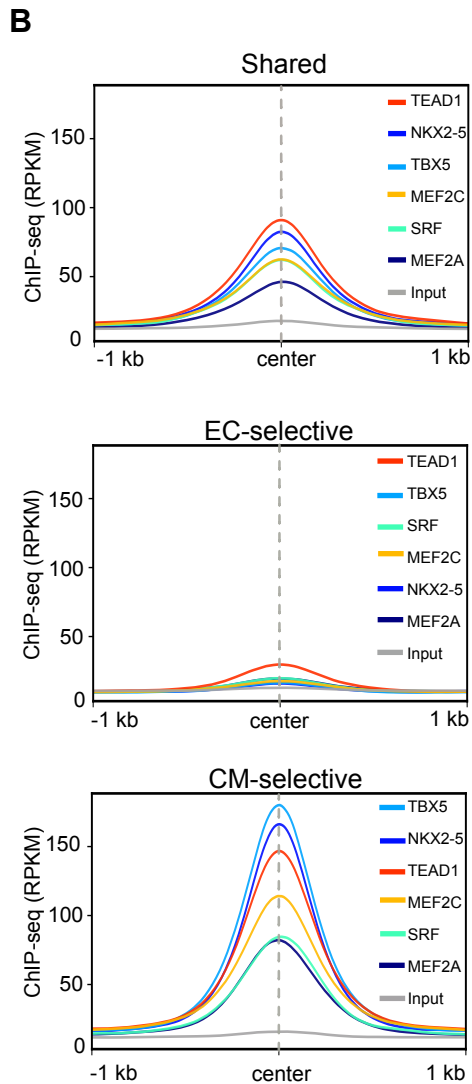 B
Shared
ChIP-seq (RPKM)
150
100
50
0
TEAD1
NKX2-5
TBX5
MEF2C
SRF
MEF2A
Input
-1 kb center 1 kb
EC-selective
ChIP-seq (RPKM)
150
100
50
0
TEAD1
TBX5
SRF
MEF2C
NKX2-5
MEF2A
Input
-1 kb center 1 kb
CM-selective
ChIP-seq (RPKM)
150
100
50
0
TBX5
NKX2-5
TEAD1
MEF2C
SRF
MEF2A
Input
-1 kb center 1 kb